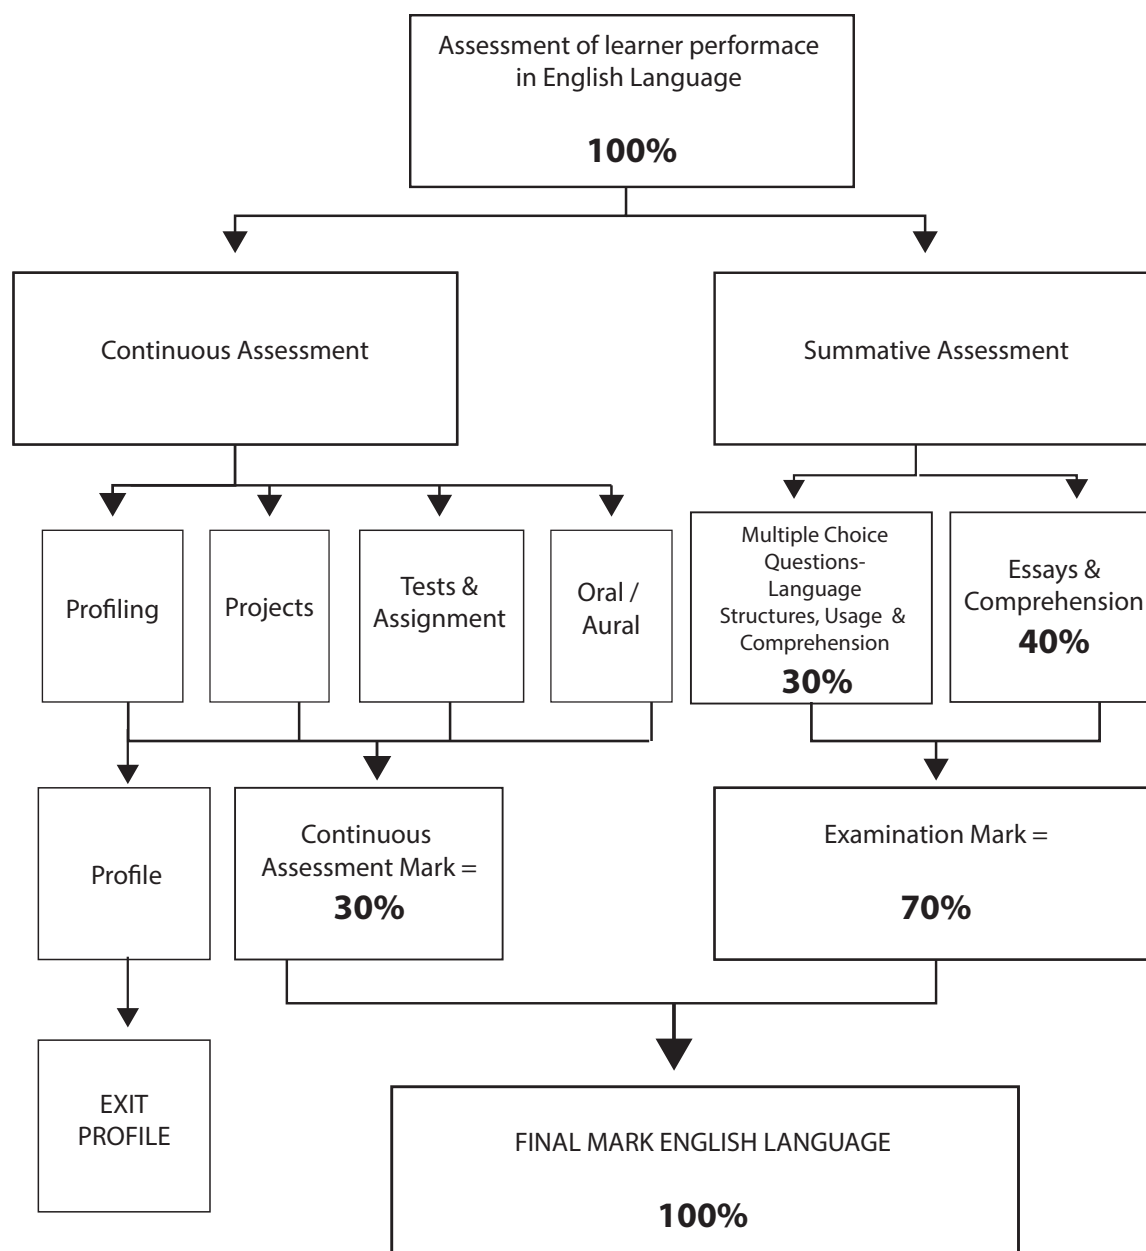 Assessment of learner performace
in English Language
100%
Continuous Assessment
Summative Assessment
Profiling
Projects
Tests &
Assignment
Oral /
Aural
Multiple Choice
Questions-
Language
Structures, Usage &
Comprehension
30%
Essays &
Comprehension
40%
Profile
Continuous
Assessment Mark =
30%
Examination Mark =
70%
EXIT
PROFILE
FINAL MARK ENGLISH LANGUAGE
100%